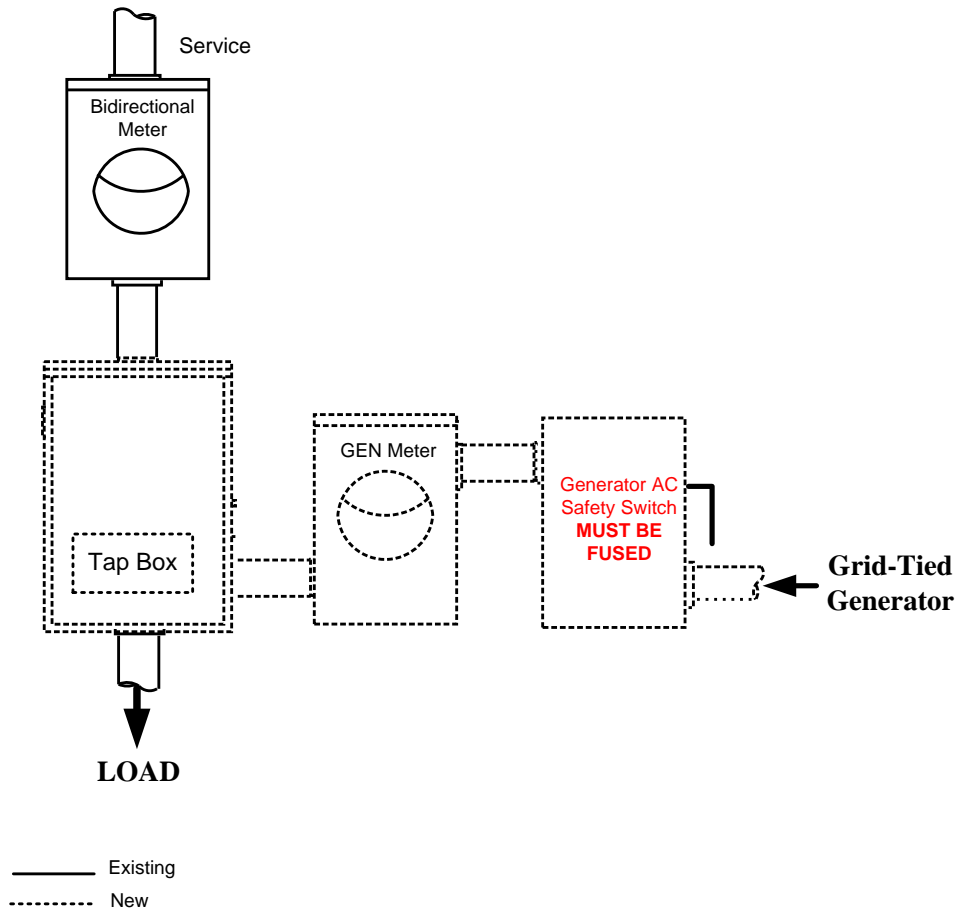 Service
Bidirectional
Meter
GEN Meter
Generator AC
Safety Switch
MUST BE
FUSED
Tap Box
Grid-Tied
Generator
LOAD
Existing
New